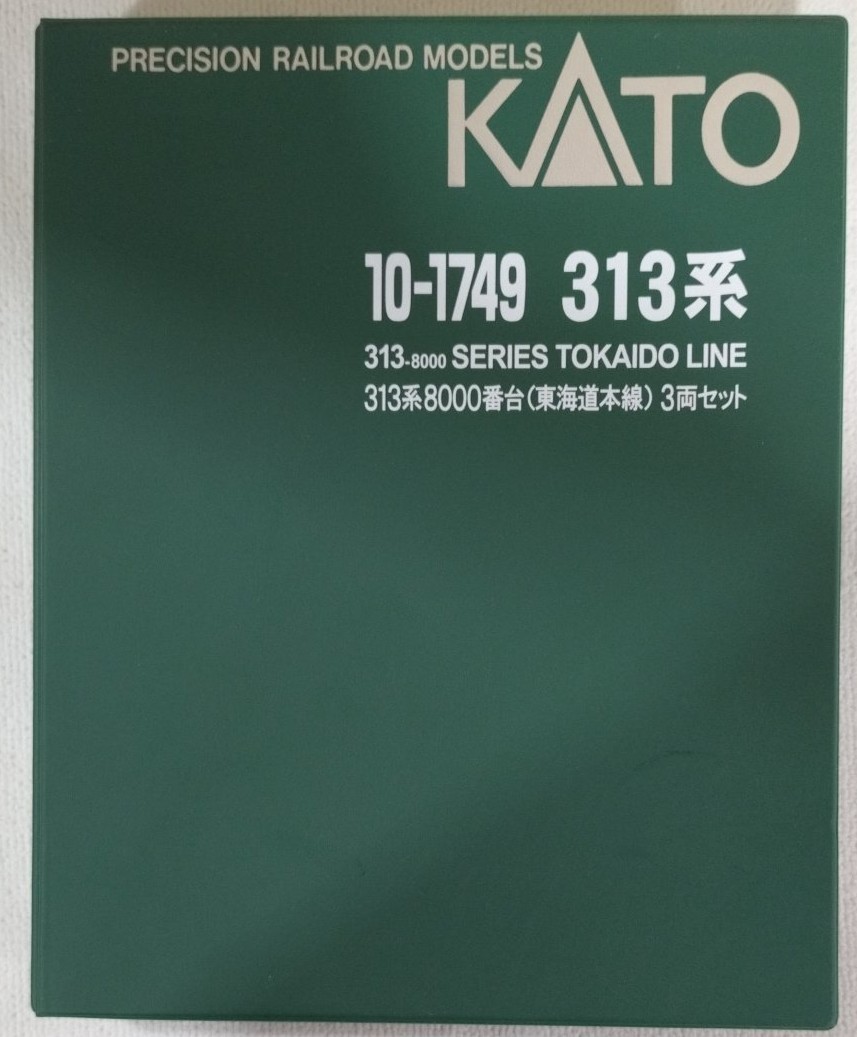 PRECISION RAILROAD MODELS
KATO
10-1749 313系
313-8000 SERIES TOKAIDO LINE
313系8000番台(東海道本線) 3両セット